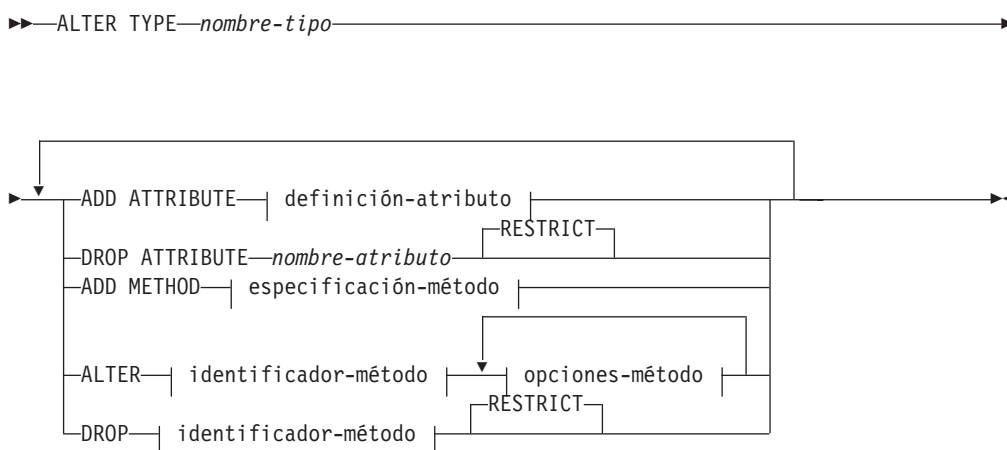 ALTER TYPE nombre-tipo
ADD ATTRIBUTE definición-atributo
RESTRICT
DROP ATTRIBUTE nombre-atributo
ADD METHOD especificación-método
ALTER identificador-método opciones-método
RESTRICT
DROP identificador-método